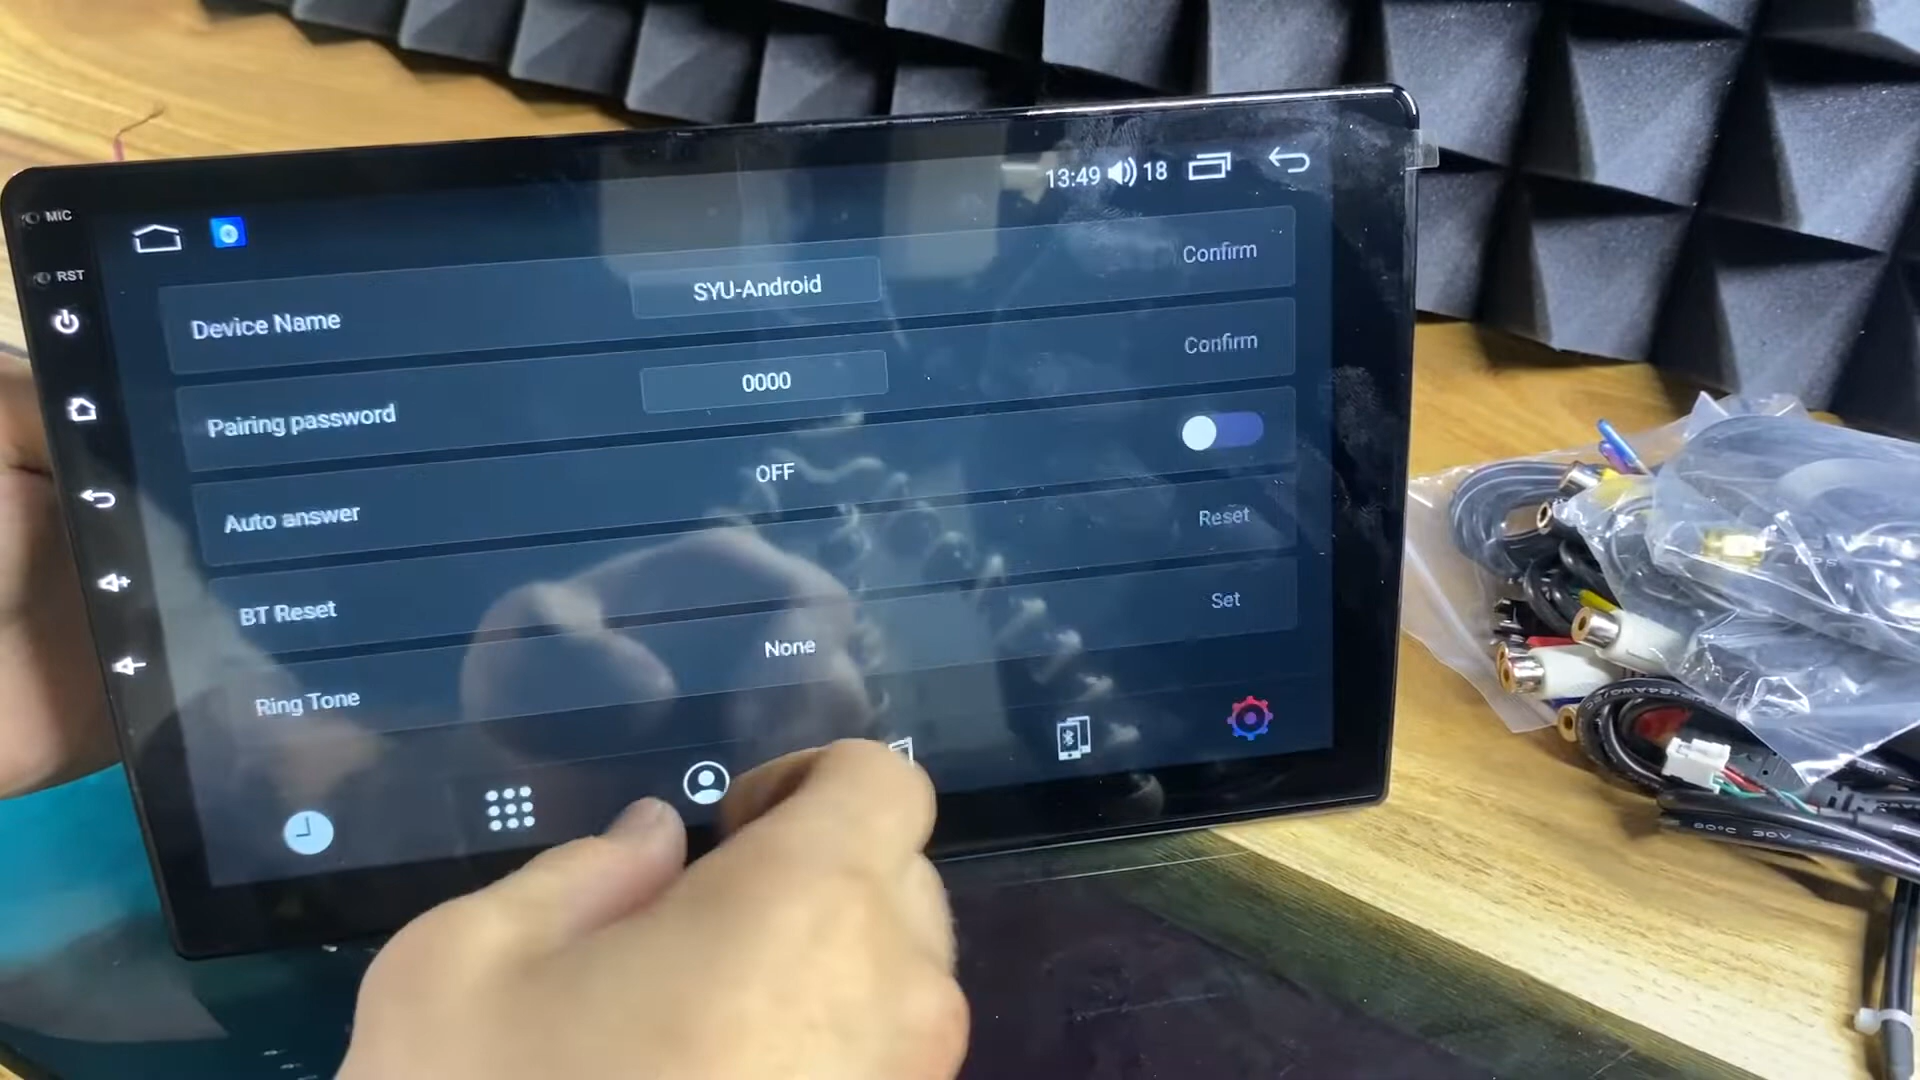 MIC
RST
13:49 18
Device Name SYU-Android Confirm
Pairing password 0000 Confirm
Auto answer OFF
BT Reset Reset
Ring Tone None Set